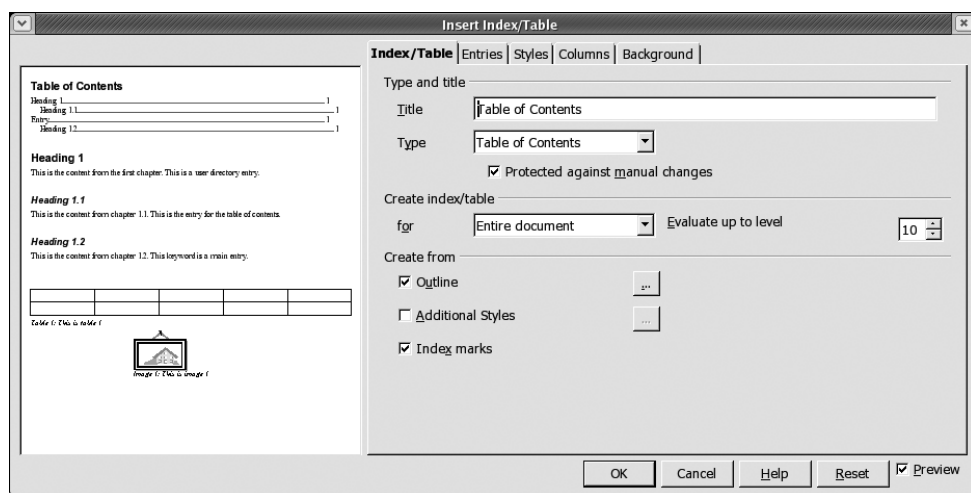 Insert Index/Table
Table of Contents
Heading 1 1
Heading 1.1 1
Entry 1
Heading 1.2 1
Heading 1
This is the content from the first chapter. This is a user directory entry.
Heading 1.1
This is the content from chapter 1.1. This is the entry for the table of contents.
Heading 1.2
This is the content from chapter 1.2. This keyword is a main entry.
Table 1: This is table 1
Image 1: This is image 1
Index/Table Entries Styles Columns Background
Type and title
Title Table of Contents
Type Table of Contents
Protected against manual changes
Create index/table
for Entire document Evaluate up to level 10
Create from
Outline ...
Additional Styles ...
Index marks
OK Cancel Help Reset Preview